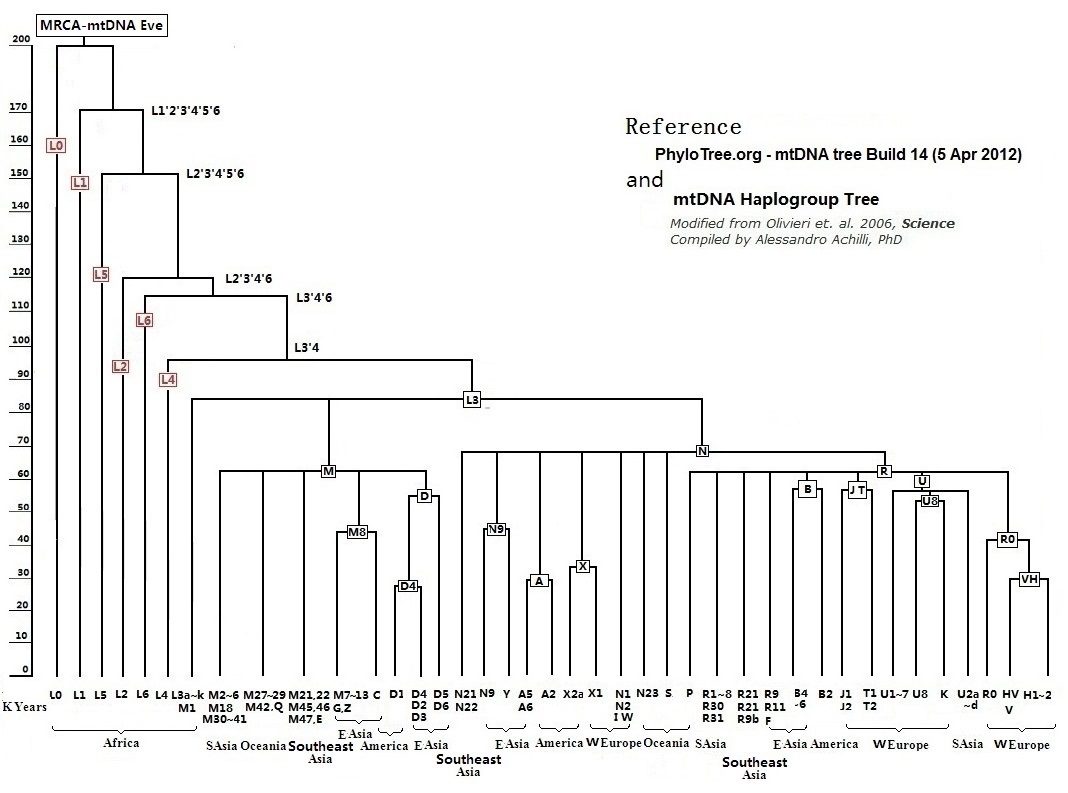 MRCA-mtDNA Eve
200
170
160
150
140
130
120
110
100
90
80
70
60
50
40
30
20
10
0
K Years
L1'2'3'4'5'6
L2'3'4'5'6
L2'3'4'6
L3'4'6
L3'4
L0
L1
L5
L2
L6
L4
L3
Reference
PhyloTree.org - mtDNA tree Build 14 (5 Apr 2012)
and
mtDNA Haplogroup Tree
Modified from Olivieri et. al. 2006, Science
Compiled by Alessandro Achilli, PhD
N
M
R
D
B
J T
U
U8
M8
N9
R0
X
A
D4
VH
L0 L1 L5 L2 L6 L4 L3a~k M2~6 M27~29 M21,22 M7~13 C D1 D4 D5 N21 N9 Y A5 A2 X2a X1 N1 N23 S P R1~8 R21 R9 B4 B2 J1 T1 U1~7 U8 K U2a R0 HV H1~2
M1 M18 M42.Q M45,46 G,Z D2 D6 N22 A6 N2 R30 R21 R11 ~6 J2 T2 ~d V
M30~41 M47,E D3 I W R31 R9b F
Africa
SAsia
Oceania
Southeast
Asia
E Asia
America
E Asia
Southeast
Asia
E Asia
America
W Europe
Oceania
SAsia
Southeast
Asia
E Asia
America
W Europe
SAsia
W Europe